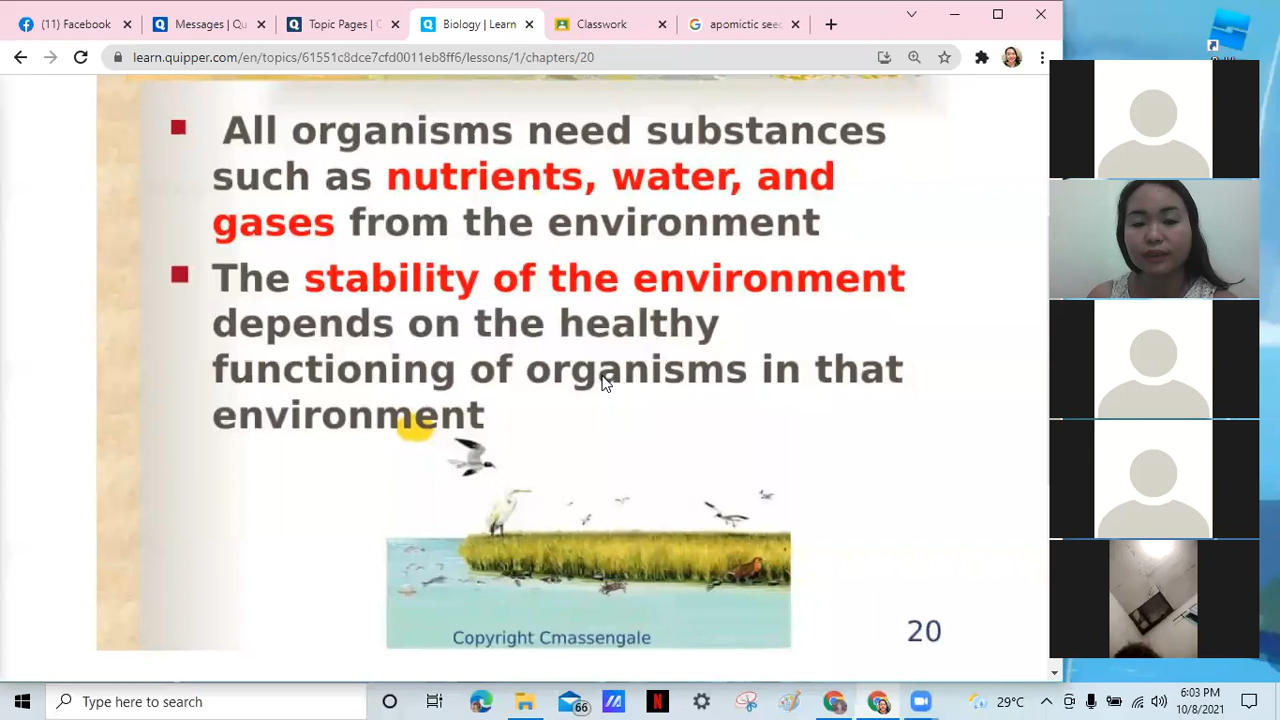 (11) Facebook
Messages | Qu
Topic Pages | C
Biology | Learn
Classwork
apomictic see
learn.quipper.com/en/topics/61551c8dce7cfd0011eb8ff6/lesson/1/chapters/20
All organisms need substances
such as nutrients, water, and
gases from the environment
The stability of the environment
depends on the healthy
functioning of organisms in that
environment
Copyright Cmassengale
20
Type here to search
66
29°C
6:03 PM
10/8/2021